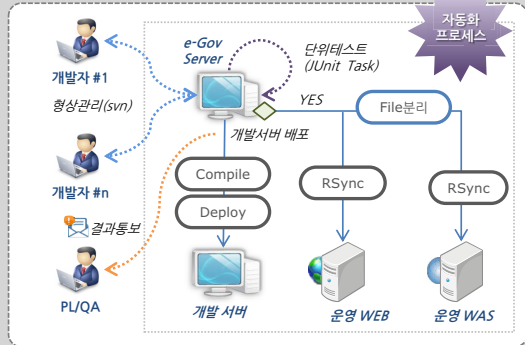 자동화
프로세스
e-Gov
Server
단위테스트
(JUnit Task)
개발자 #1
YES
File분리
형상관리(svn)
개발서버 배포
개발자 #n
Compile
RSync
RSync
Deploy
결과통보
PL/QA
개발 서버
운영 WEB
운영 WAS